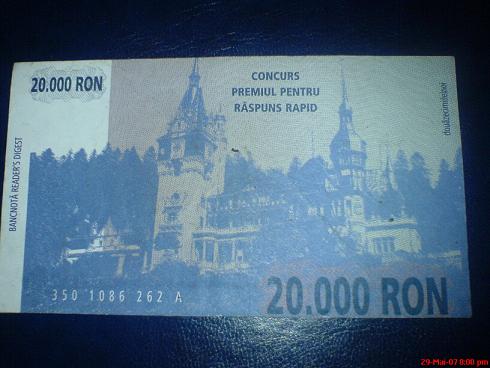 20.000 RON
CONCURS
PREMIUL PENTRU
RĂSPUNS RAPID
BANCNOTĂ READER'S DIGEST
douăzecimiipe
350 1086 262 A
20.000 RON
29-Mai-07 8:00 pm